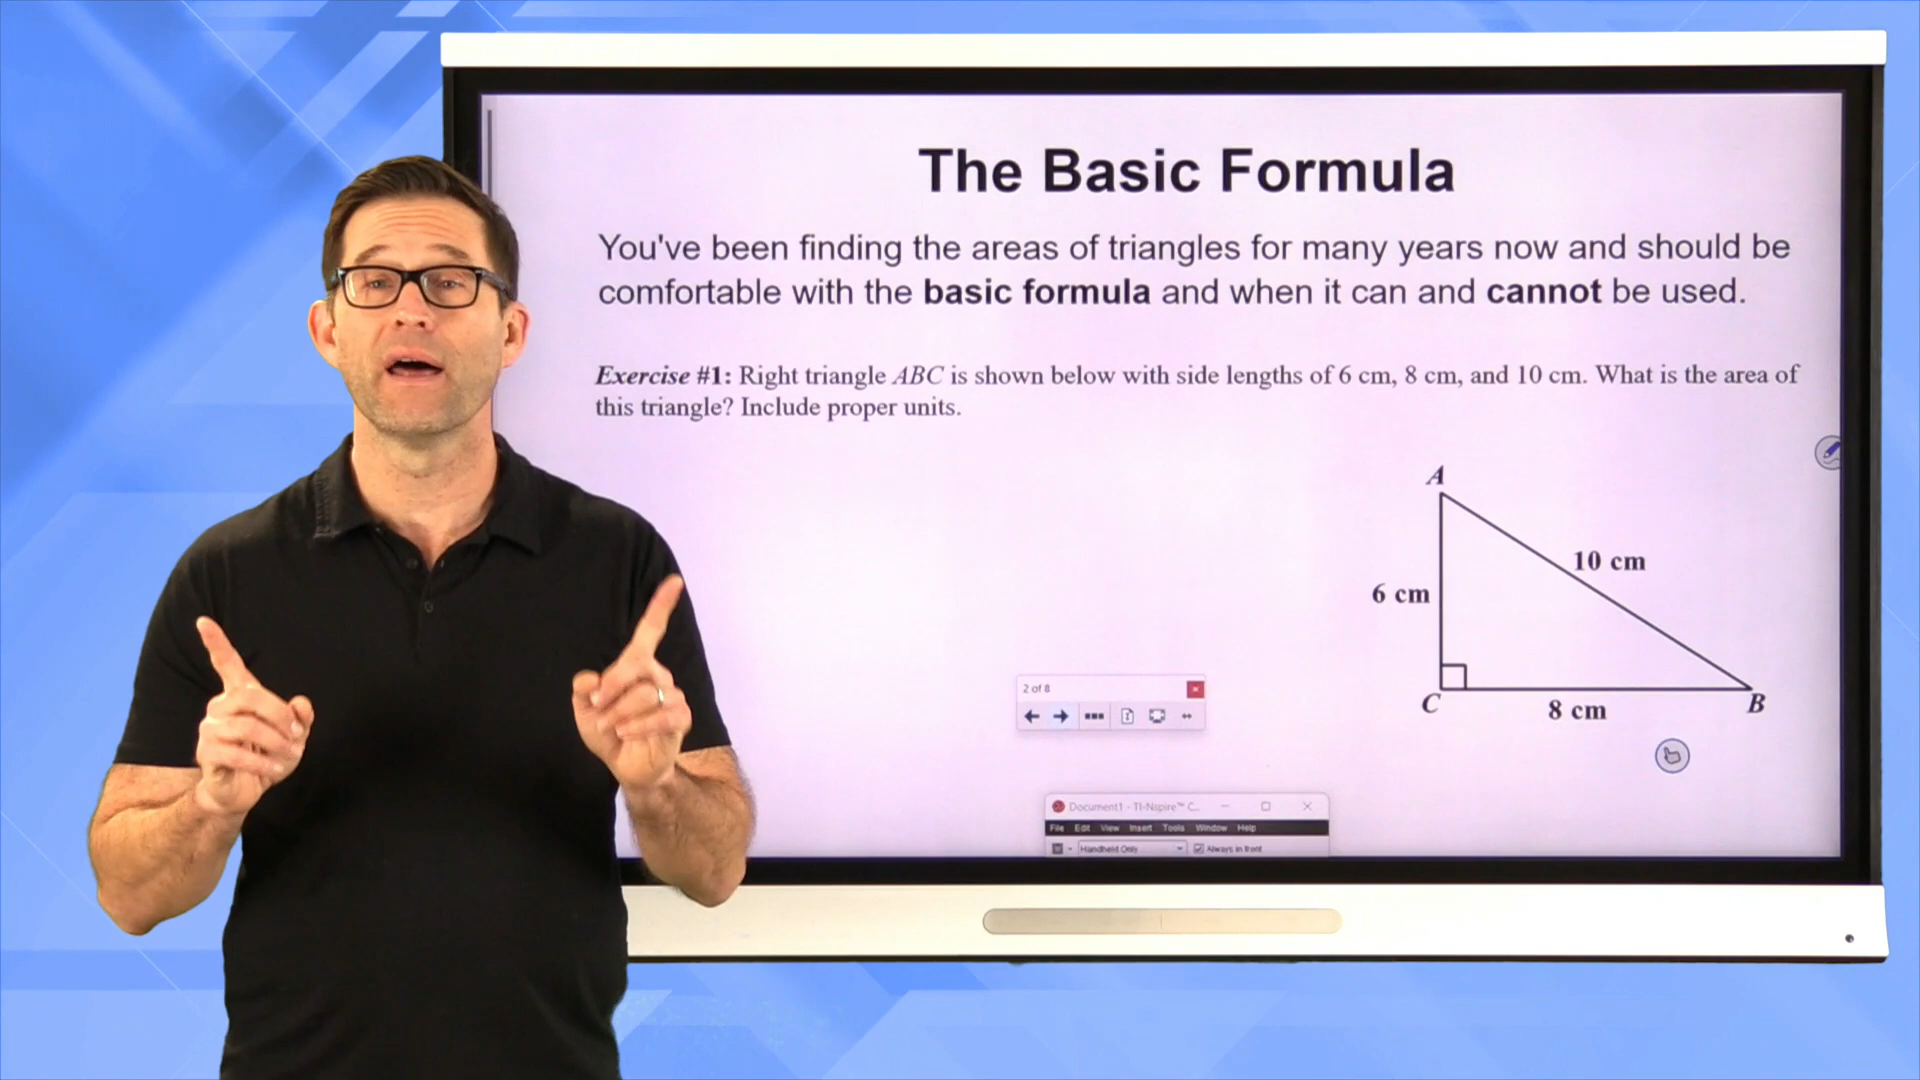 The Basic Formula
You've been finding the areas of triangles for many years now and should be
comfortable with the basic formula and when it can and cannot be used.
Exercise #1: Right triangle ABC is shown below with side lengths of 6 cm, 8 cm, and 10 cm. What is the area of
this triangle? Include proper units.
A
10 cm
6 cm
C
8 cm
B
2 of 8
Document1 - TI-Nspire™ C...
File Edit View Insert Tools Window Help
Handheld Only
Always in front